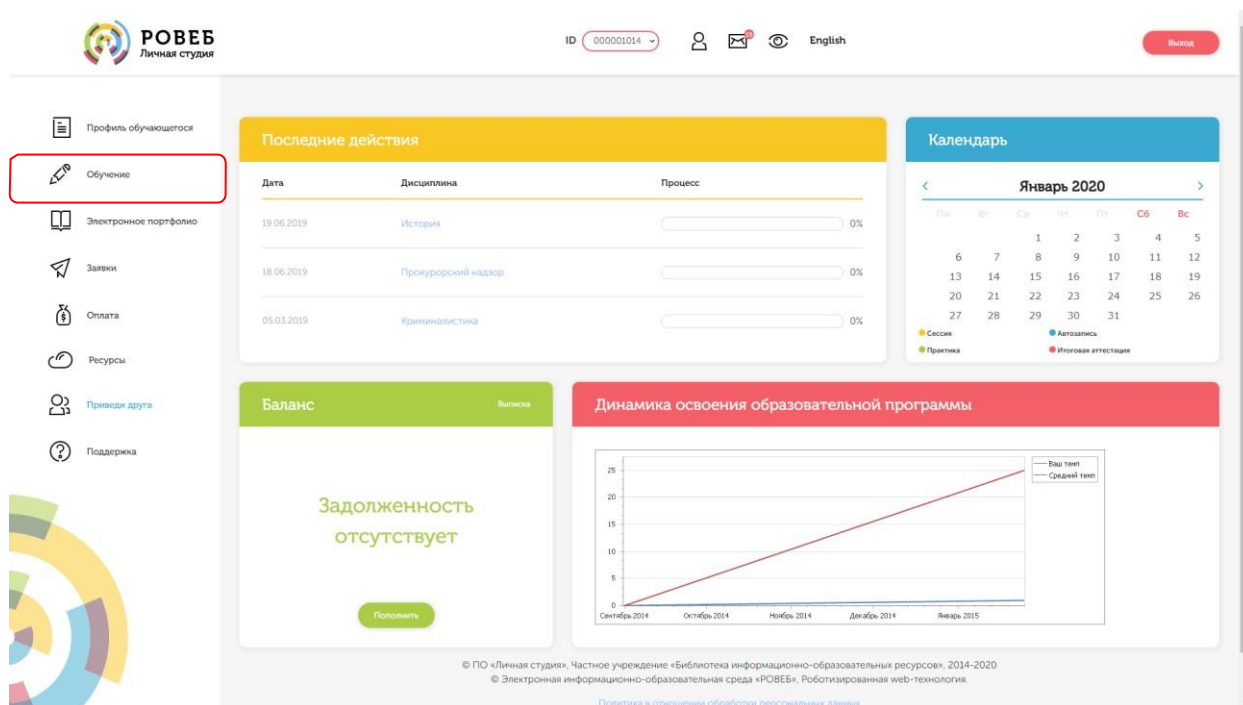 РОВЕБ
Личная студия
ID 000001014
15
English
Выход
Профиль обучающегося
Обучение
Электронное портфолио
Заявки
Оплата
Ресурсы
Приведи друга
Поддержка
Последние действия
Дата Дисциплина Процесс
19.06.2019 История 0%
18.06.2019 Прокурорский надзор 0%
05.03.2019 Криминалистика 0%
Календарь
< Январь 2020 >
Пн Вт Ср Чт Пт Сб Вс
1 2 3 4 5
6 7 8 9 10 11 12
13 14 15 16 17 18 19
20 21 22 23 24 25 26
27 28 29 30 31
Сессия Автозапись
Практика Итоговая аттестация
Баланс Выписка
Задолженность
отсутствует
Пополнить
Динамика освоения образовательной программы
25
20
15
10
5
0
Сентябрь 2014 Октябрь 2014 Ноябрь 2014 Декабрь 2014 Январь 2015
Ваш темп
Средний темп
© ПО «Личная студия», Частное учреждение «Библиотека информационно-образовательных ресурсов», 2014-2020
© Электронная информационно-образовательная среда «РОВЕБ», Роботизированная web-технология.
Политика в отношении обработки персональных данных